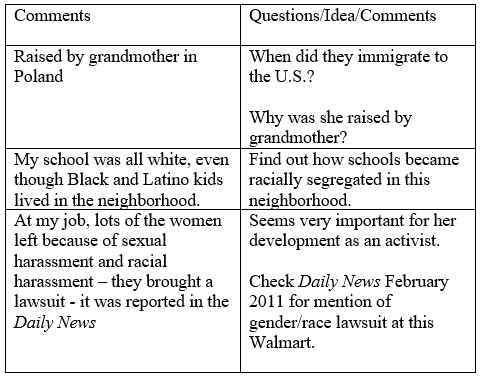 Comments
Questions/Idea/Comments
Raised by grandmother in
Poland
When did they immigrate to
the U.S.?
Why was she raised by
grandmother?
My school was all white, even
though Black and Latino kids
lived in the neighborhood.
Find out how schools became
racially segregated in this
neighborhood.
At my job, lots of the women
left because of sexual
harassment and racial
harassment – they brought a
lawsuit - it was reported in the
Daily News
Seems very important for her
development as an activist.
Check Daily News February
2011 for mention of
gender/race lawsuit at this
Walmart.